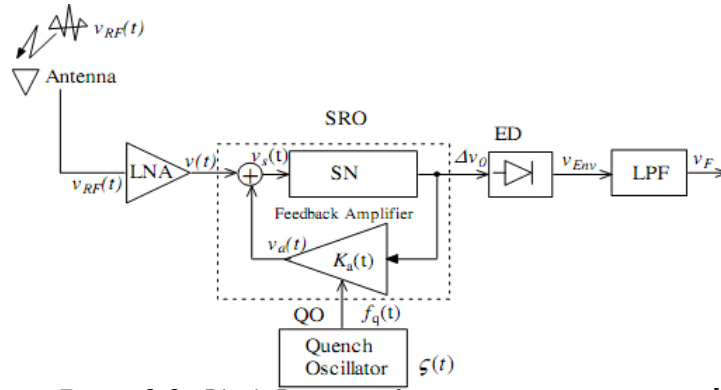 v_RF(t)
Antenna
SRO
ED
v_RF(t)
LNA
v(t)
v_s(t)
SN
Δv_0
v_Env
LPF
v_F
Feedback Amplifier
v_a(t)
K_a(t)
QO
f_q(t)
Quench
Oscillator
ς(t)